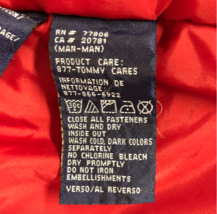 RN # 77806
CA # 20781
(MAN-MAN)
PRODUCT CARE:
877-TOMMY CARES
INFORMATION DE
NETTOYAGE:
877-866-6922
CLOSE ALL FASTENERS
WASH AND DRY
INSIDE OUT
WASH COLD, DARK COLORS
SEPARATELY
NO CHLORINE BLEACH
DRY PROMPTLY
DO NOT IRON
EMBELLISHMENTS
VERSO/AL REVERSO